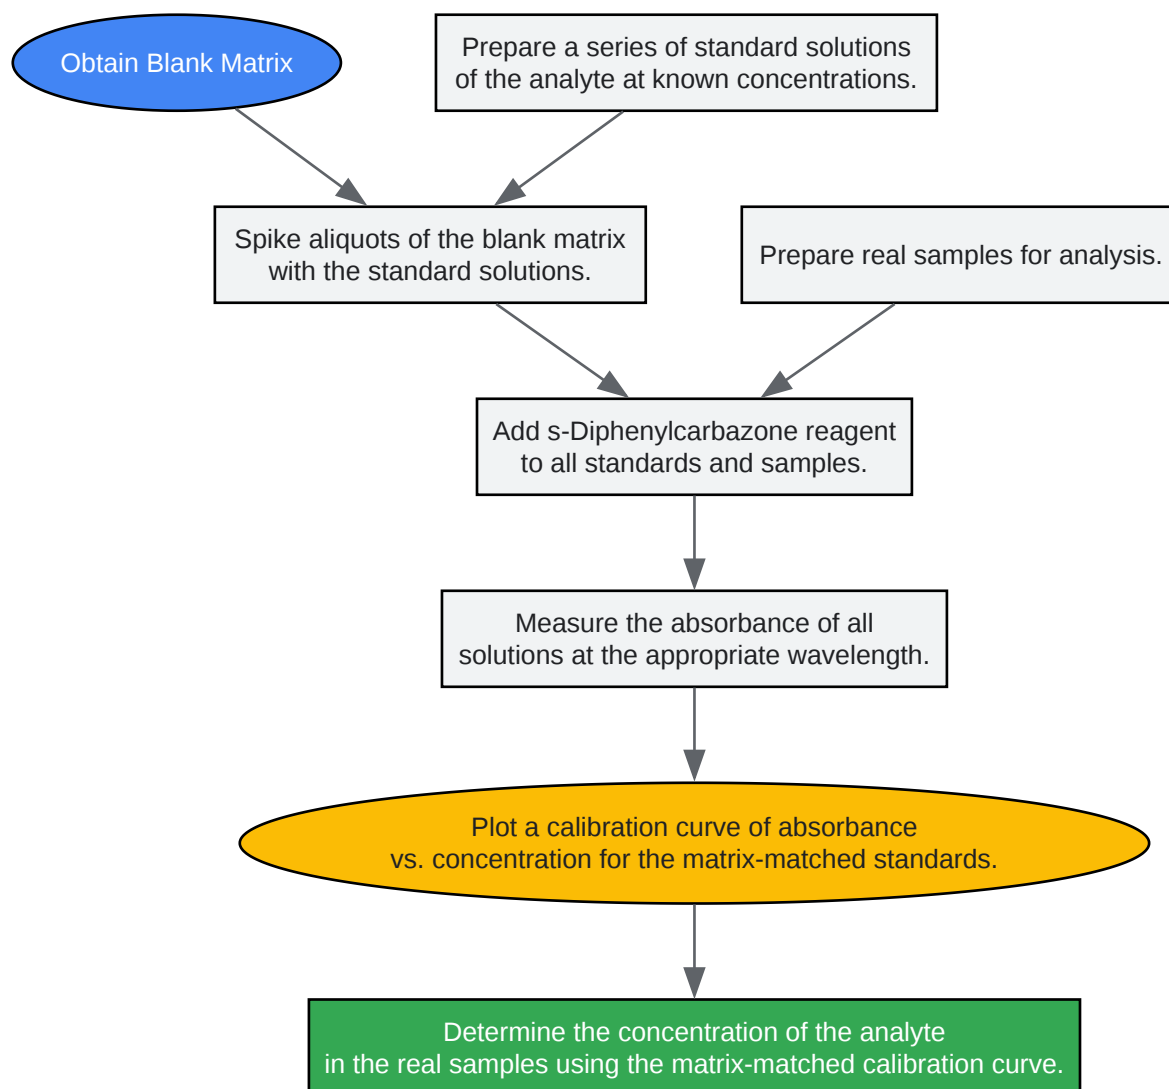 Obtain Blank Matrix
Prepare a series of standard solutions
of the analyte at known concentrations.
Spike aliquots of the blank matrix
with the standard solutions.
Prepare real samples for analysis.
Add s-Diphenylcarbazone reagent
to all standards and samples.
Measure the absorbance of all
solutions at the appropriate wavelength.
Plot a calibration curve of absorbance
vs. concentration for the matrix-matched standards.
Determine the concentration of the analyte
in the real samples using the matrix-matched calibration curve.